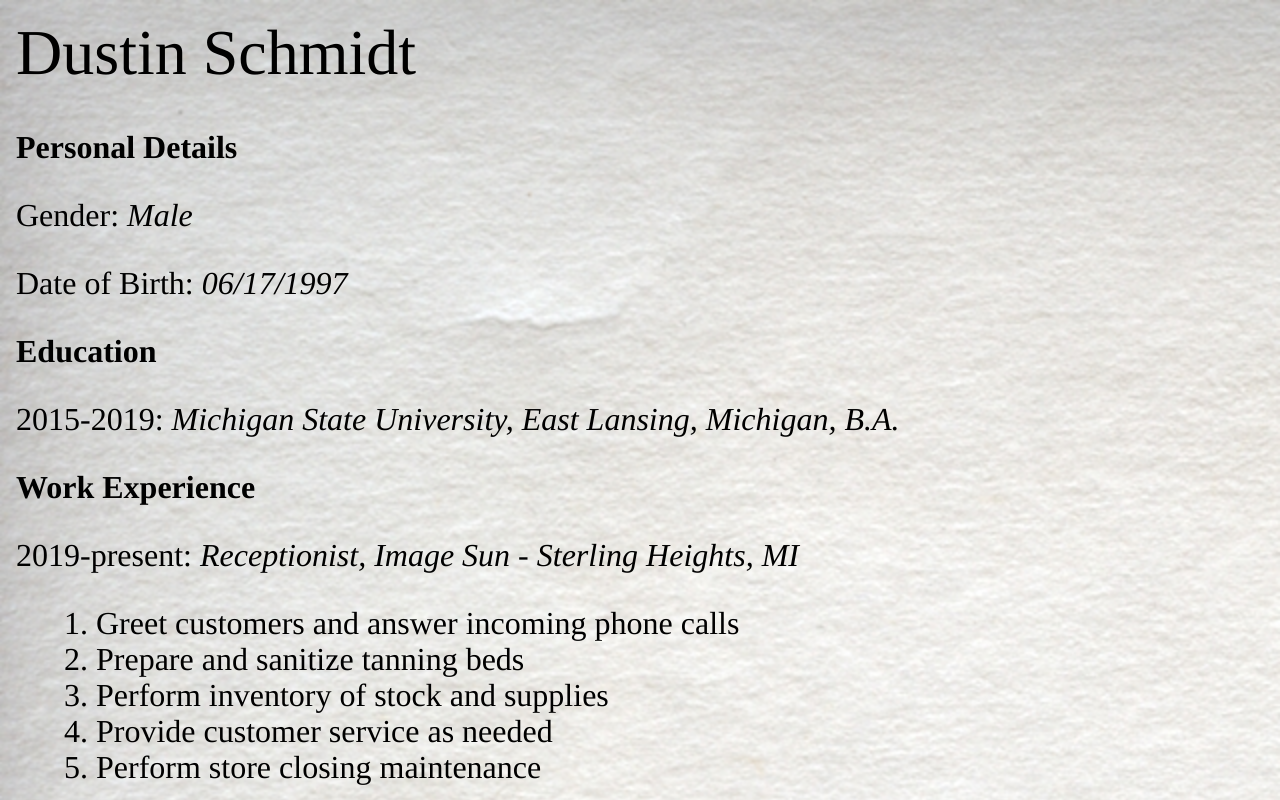 Dustin Schmidt
Personal Details
Gender: Male
Date of Birth: 06/17/1997
Education
2015-2019: Michigan State University, East Lansing, Michigan, B.A.
Work Experience
2019-present: Receptionist, Image Sun - Sterling Heights, MI
1. Greet customers and answer incoming phone calls
2. Prepare and sanitize tanning beds
3. Perform inventory of stock and supplies
4. Provide customer service as needed
5. Perform store closing maintenance